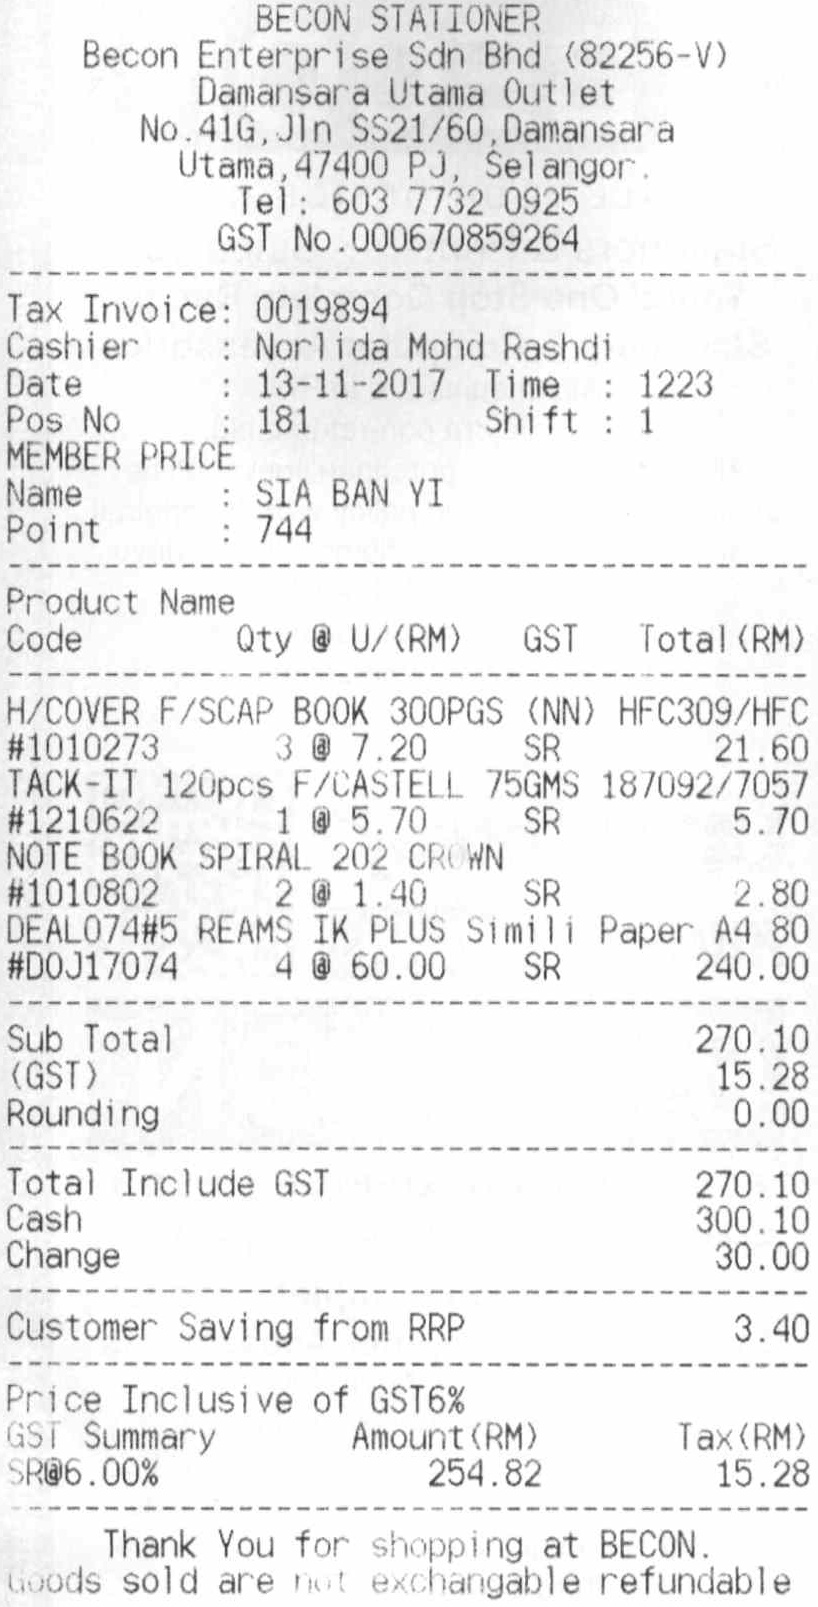 BECON STATIONER
Becon Enterprise Sdn Bhd (82256-V)
Damansara Utama Outlet
No.41G,Jln SS21/60,Damansara
Utama,47400 PJ, Selangor.
Tel: 603 7732 0925
GST No.000670859264
Tax Invoice: 0019894
Cashier : Norlida Mohd Rashdi
Date : 13-11-2017 Time : 1223
Pos No : 181 Shift : 1
MEMBER PRICE
Name : SIA BAN YI
Point : 744
Product Name
Code Qty @ U/(RM) GST Total(RM)
H/COVER F/SCAP BOOK 300PGS (NN) HFC309/HFC
#1010273 3 @ 7.20 SR 21.60
TACK-IT 120pcs F/CASTELL 75GMS 187092/7057
#1210622 1 @ 5.70 SR 5.70
NOTE BOOK SPIRAL 202 CROWN
#1010802 2 @ 1.40 SR 2.80
DEAL074#5 REAMS IK PLUS Simili Paper A4 80
#D0J17074 4 @ 60.00 SR 240.00
Sub Total 270.10
(GST) 15.28
Rounding 0.00
Total Include GST 270.10
Cash 300.10
Change 30.00
Customer Saving from RRP 3.40
Price Inclusive of GST6%
GST Summary Amount(RM) Tax(RM)
SR@6.00% 254.82 15.28
Thank You for shopping at BECON.
Goods sold are not exchangable refundable